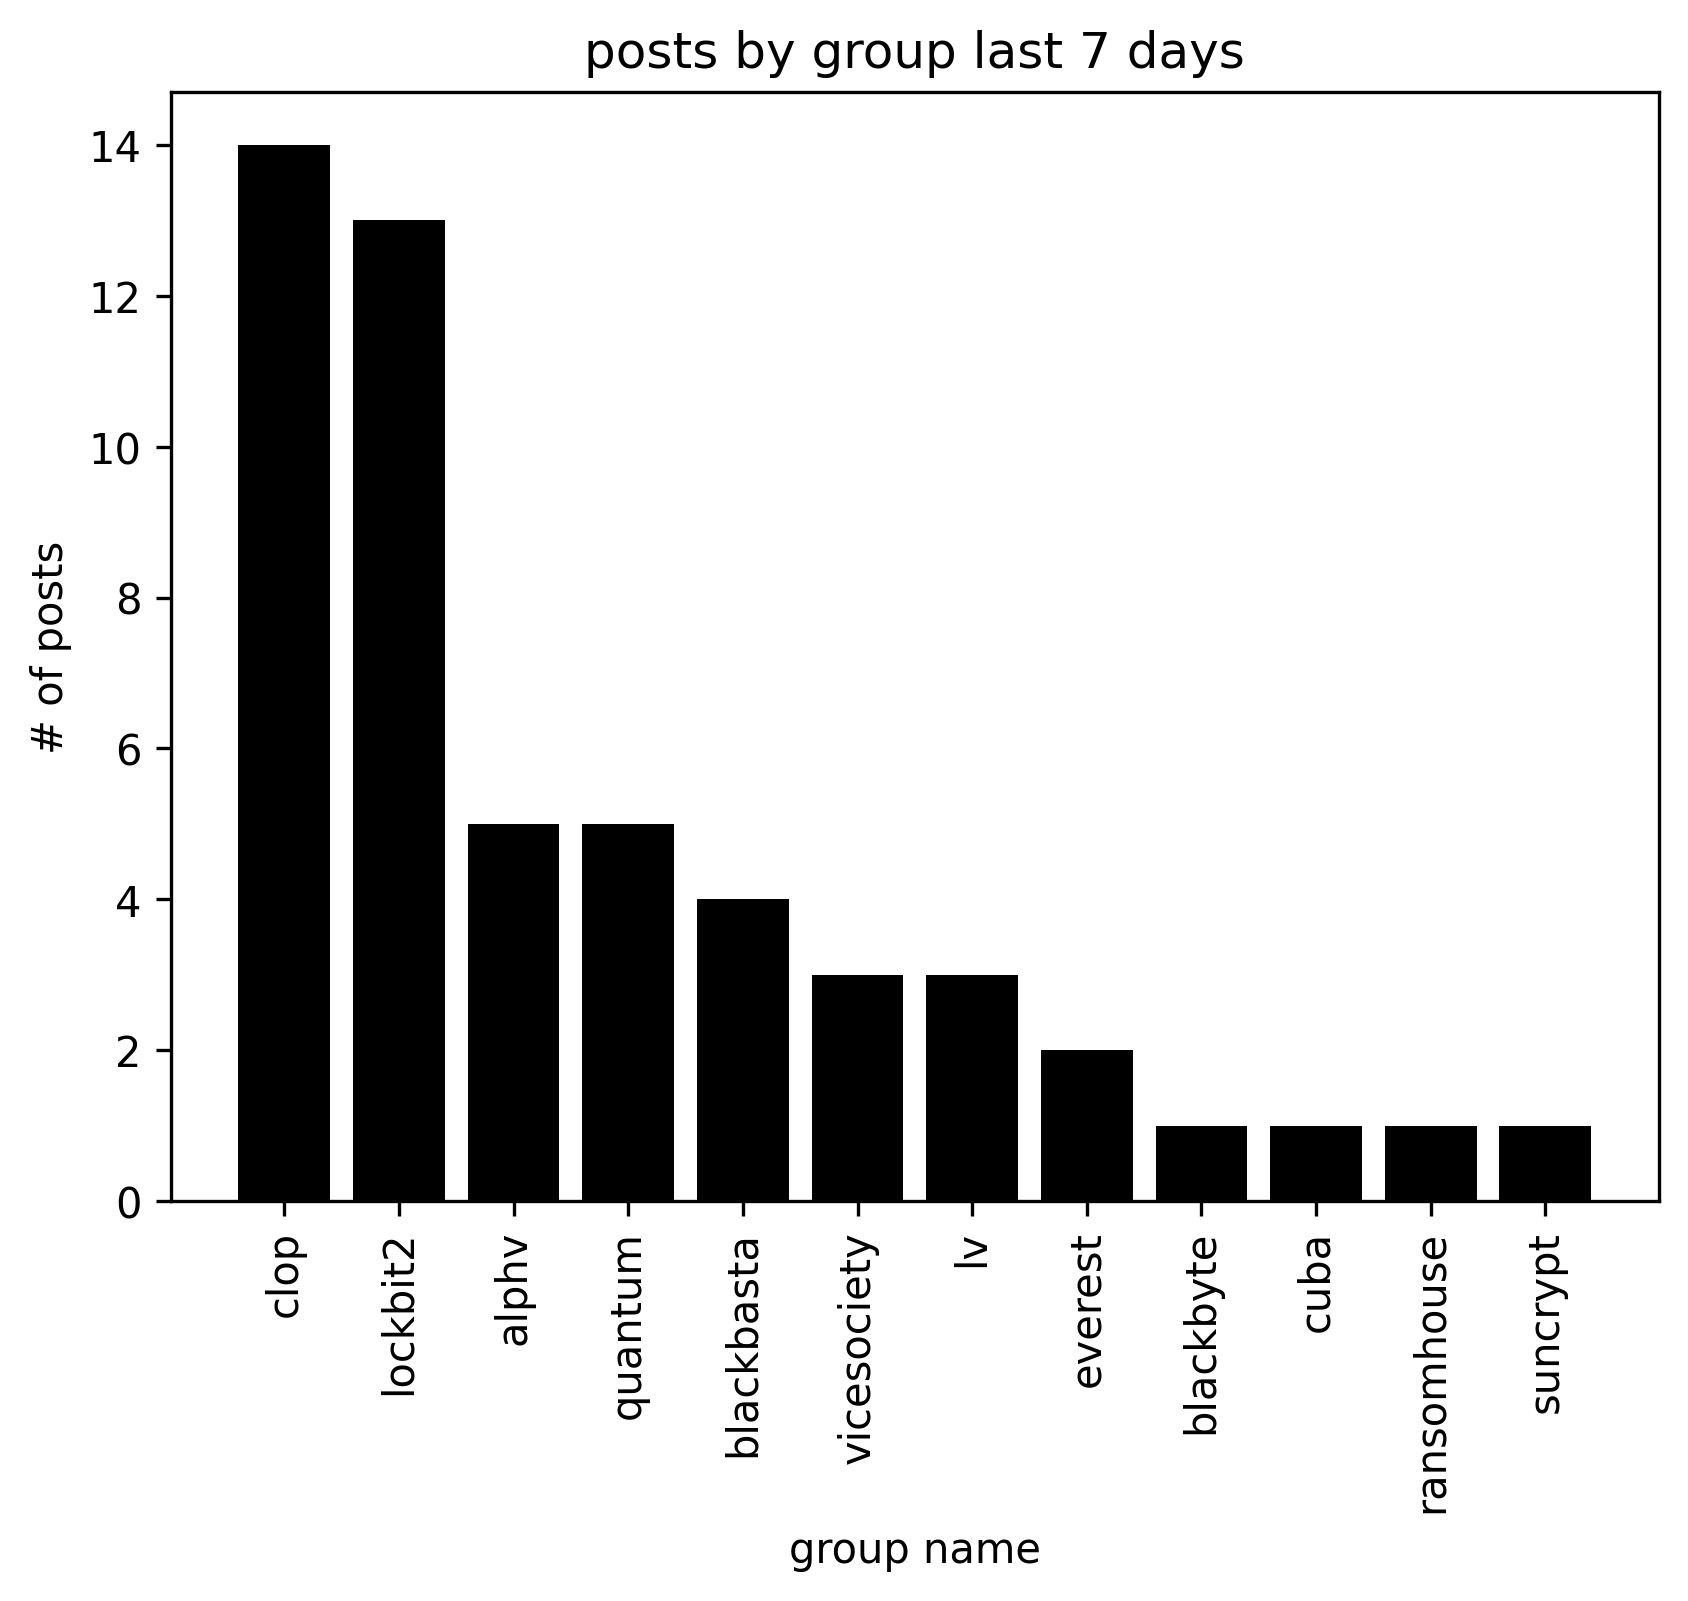 posts by group last 7 days
# of posts
14
12
10
8
6
4
2
0
clop
lockbit2
alphv
quantum
blackbasta
vicesociety
lv
everest
blackbyte
cuba
ransomhouse
suncrypt
group name